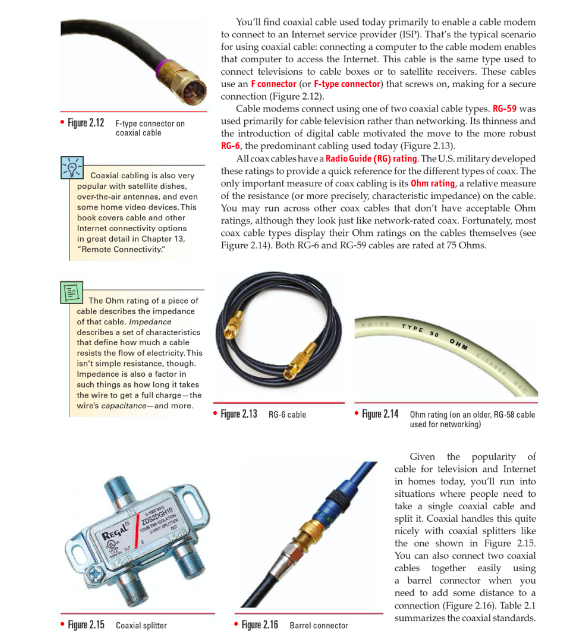 You'll find coaxial cable used today primarily to enable a cable modem
to connect to an Internet service provider (ISP). That's the typical scenario
for using coaxial cable: connecting a computer to the cable modem enables
that computer to access the Internet. This cable is the same type used to
connect televisions to cable boxes or to satellite receivers. These cables
use an F connector (or F-type connector) that screws on, making for a secure
connection (Figure 2.12).
Cable modems connect using one of two coaxial cable types. RG-59 was
used primarily for cable television rather than networking. Its thinness and
the introduction of digital cable motivated the move to the more robust
RG-6, the predominant cabling used today (Figure 2.13).
All coax cables have a Radio Guide (RG) rating. The U.S. military developed
these ratings to provide a quick reference for the different types of coax. The
only important measure of coax cabling is its Ohm rating, a relative measure
of the resistance (or more precisely, characteristic impedance) on the cable.
You may run across other coax cables that don't have acceptable Ohm
ratings, although they look just like network-rated coax. Fortunately, most
coax cable types display their Ohm ratings on the cables themselves (see
Figure 2.14). Both RG-6 and RG-59 cables are rated at 75 Ohms.
• Figure 2.12 F-type connector on
coaxial cable
Coaxial cabling is also very
popular with satellite dishes,
over-the-air antennas, and even
some home video devices. This
book covers cable and other
Internet connectivity options
in great detail in Chapter 13,
"Remote Connectivity."
The Ohm rating of a piece of
cable describes the impedance
of that cable. Impedance
describes a set of characteristics
that define how much a cable
resists the flow of electricity. This
isn't simple resistance, though.
Impedance is also a factor in
such things as how long it takes
the wire to get a full charge—the
wire's capacitance—and more.
TYPE 50 OHM
• Figure 2.13 RG-6 cable
• Figure 2.14 Ohm rating (on an older, RG-58 cable
used for networking)
REGAL
ZDS2DGH10
OUT
OUT
• Figure 2.15 Coaxial splitter
• Figure 2.16 Barrel connector
Given the popularity of
cable for television and Internet
in homes today, you'll run into
situations where people need to
take a single coaxial cable and
split it. Coaxial handles this quite
nicely with coaxial splitters like
the one shown in Figure 2.15.
You can also connect two coaxial
cables together easily using
a barrel connector when you
need to add some distance to a
connection (Figure 2.16). Table 2.1
summarizes the coaxial standards.